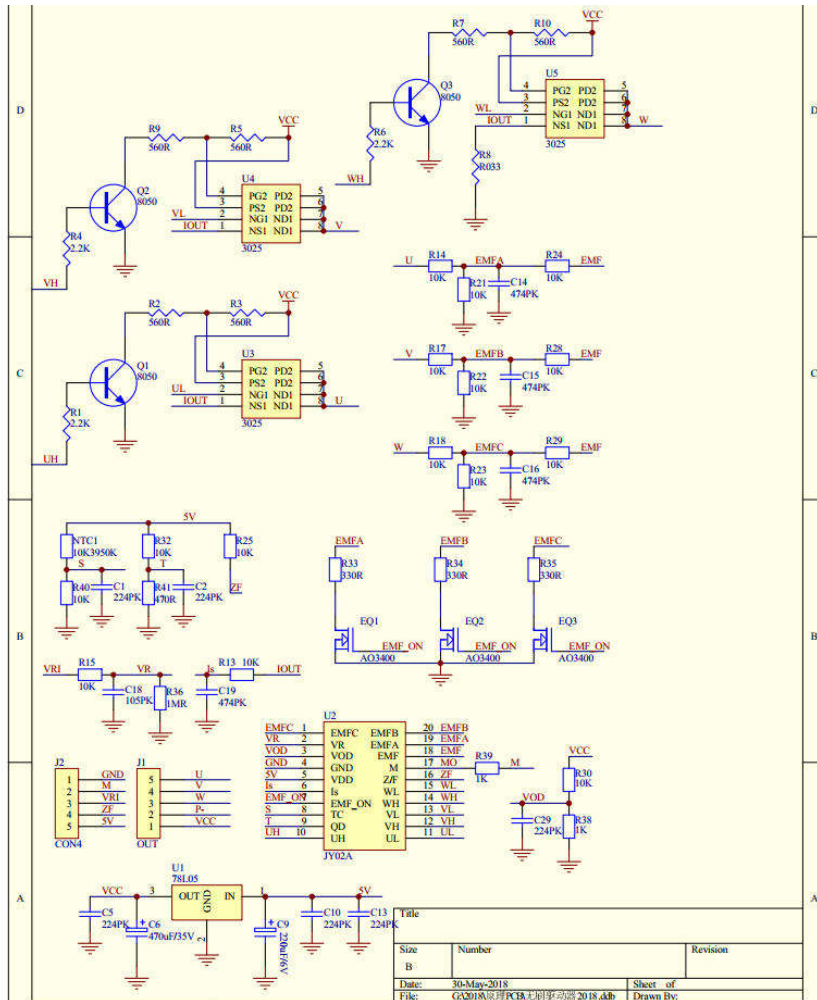 VCC
R7
R10
560R
560R
U5
Q3
8050
4 PG2 PD2 5
3 PS2 PD2 6
WL 2 NG1 ND1 7
IOUT 1 NS1 ND1 8 W
3025
D
D
R6
2.2K
R8
R033
WH
VCC
R9
R5
560R
560R
U4
Q2
8050
4 PG2 PD2 5
3 PS2 PD2 6
VL 2 NG1 ND1 7
IOUT 1 NS1 ND1 8 V
3025
R4
2.2K
VH
U R14 EMFA R24 EMF
10K 10K
R21
10K
C14
474PK
VCC
R2
R3
560R
560R
U3
Q1
8050
4 PG2 PD2 5
3 PS2 PD2 6
UL 2 NG1 ND1 7
IOUT 1 NS1 ND1 8 U
3025
R1
2.2K
UH
C
C
V R17 EMFB R28 EMF
10K 10K
R22
10K
C15
474PK
W R18 EMFC R29 EMF
10K 10K
R23
10K
C16
474PK
5V
NTC1
10K3950K
R32
10K
R25
10K
S
T
R40
10K
C1
224PK
R41
470R
C2
224PK
ZF
EMFA
EMFB
EMFC
R33
330R
R34
330R
R35
330R
EQ1
EQ2
EQ3
EMF_ON
EMF_ON
EMF_ON
AO3400
AO3400
AO3400
B
B
VRI R15 VR
10K
C18
105PK
R36
1MR
Is R13 10K IOUT
C19
474PK
U2
EMFC 1 EMFC EMFB 20 EMFB
VR 2 VR EMFA 19 EMFA
VOD 3 VOD EMF 18 EMF
GND 4 GND M 17 MO
5V 5 VDD Z/F 16 ZF
Is 6 Is WL 15 WL
EMF_ON 7 EMF_ON WH 14 WH
S 8 TC VL 13 VL
T 9 QD VH 12 VH
UH 10 UH UL 11 UL
JY02A
R39
1K
M
VCC
R30
10K
VOD
C29
224PK
R38
1K
J2
1 GND
2 M
3 VRI
4 ZF
5 5V
CON4
J1
5 U
4 V
3 W
2 P-
1 VCC
OUT
U1
78L05
VCC 3 OUT IN 1 5V
GND
2
C5
224PK
C6
470uF/35V
C9
220uF/6V
C10
224PK
C13
224PK
A
A
Title
Size Number Revision
B
Date: 30-May-2018 Sheet of
File: Drawn By: